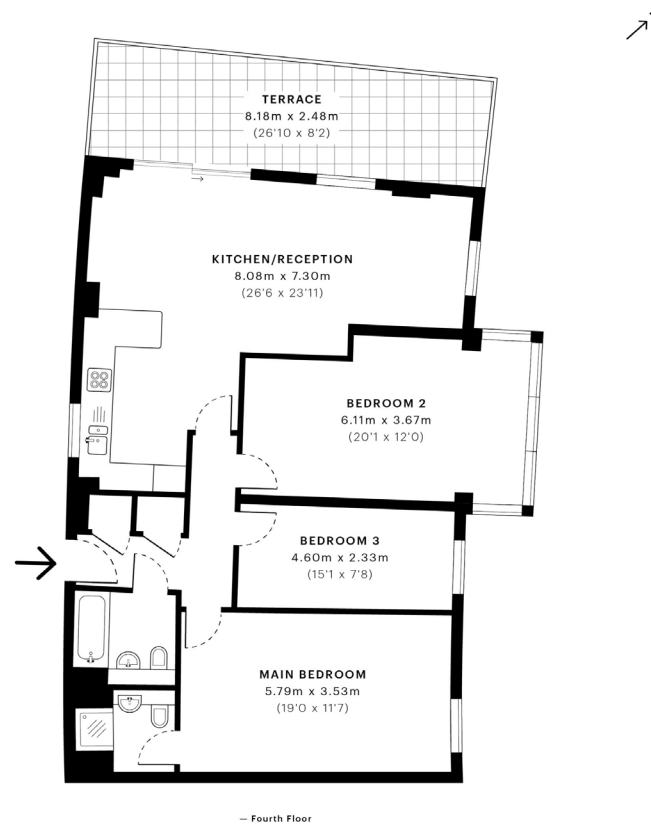 TERRACE
8.18m x 2.48m
(26'10 x 8'2)
KITCHEN/RECEPTION
8.08m x 7.30m
(26'6 x 23'11)
BEDROOM 2
6.11m x 3.67m
(20'1 x 12'0)
BEDROOM 3
4.60m x 2.33m
(15'1 x 7'8)
MAIN BEDROOM
5.79m x 3.53m
(19'0 x 11'7)
— Fourth Floor